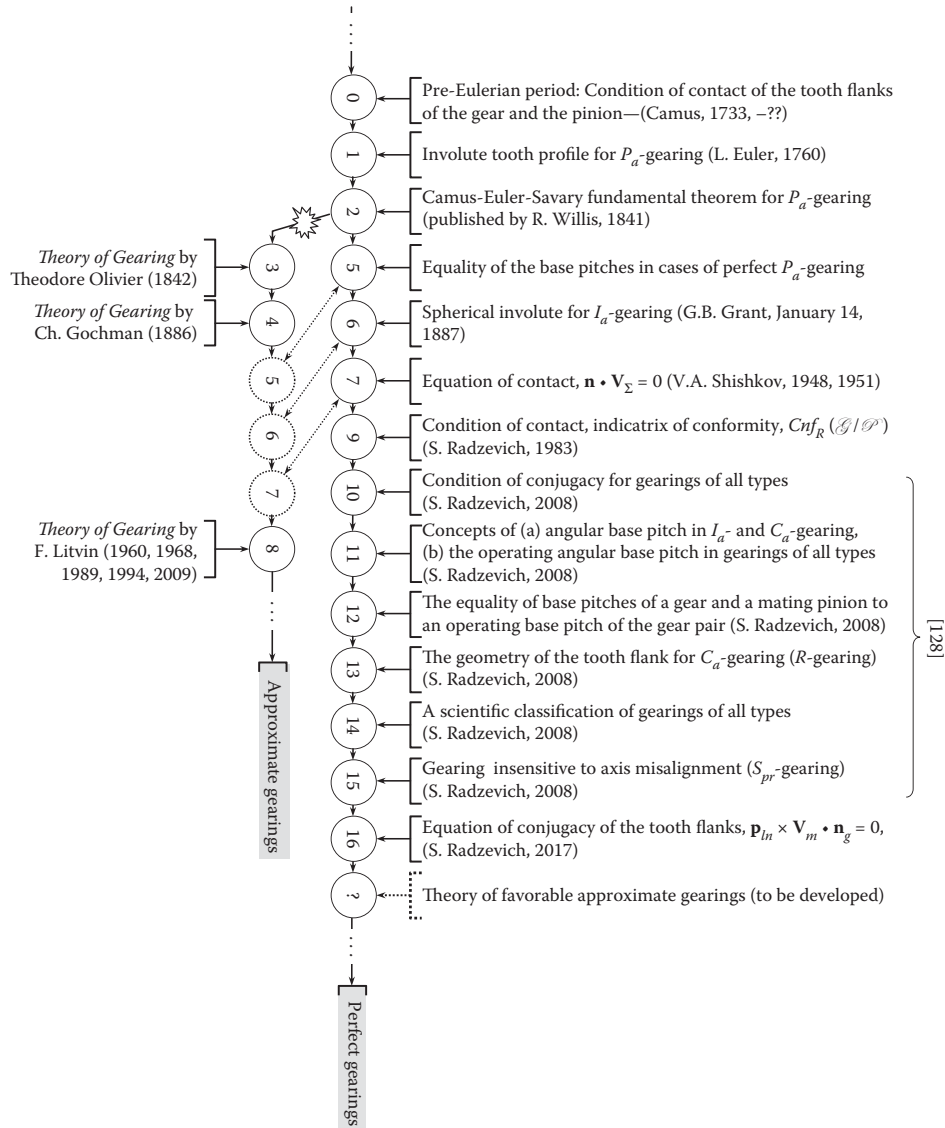 0
Pre-Eulerian period: Condition of contact of the tooth flanks
of the gear and the pinion—(Camus, 1733, –??)
1
Involute tooth profile for Pa-gearing (L. Euler, 1760)
2
Camus-Euler-Savary fundamental theorem for Pa-gearing
(published by R. Willis, 1841)
Theory of Gearing by
Theodore Olivier (1842)
3
5
Equality of the base pitches in cases of perfect Pa-gearing
Theory of Gearing by
Ch. Gochman (1886)
4
6
Spherical involute for Ia-gearing (G.B. Grant, January 14,
1887)
5
7
Equation of contact, n • VΣ = 0 (V.A. Shishkov, 1948, 1951)
6
9
Condition of contact, indicatrix of conformity, CnfR (𝒢/𝒫)
(S. Radzevich, 1983)
7
10
Condition of conjugacy for gearings of all types
(S. Radzevich, 2008)
Theory of Gearing by
F. Litvin (1960, 1968,
1989, 1994, 2009)
8
11
Concepts of (a) angular base pitch in Ia- and Ca-gearing,
(b) the operating angular base pitch in gearings of all types
(S. Radzevich, 2008)
12
The equality of base pitches of a gear and a mating pinion to
an operating base pitch of the gear pair (S. Radzevich, 2008)
[128]
13
The geometry of the tooth flank for Ca-gearing (R-gearing)
(S. Radzevich, 2008)
14
A scientific classification of gearings of all types
(S. Radzevich, 2008)
15
Gearing insensitive to axis misalignment (Spr-gearing)
(S. Radzevich, 2008)
Approximate gearings
16
Equation of conjugacy of the tooth flanks, pln × Vm • ng = 0,
(S. Radzevich, 2017)
?
Theory of favorable approximate gearings (to be developed)
Perfect gearings